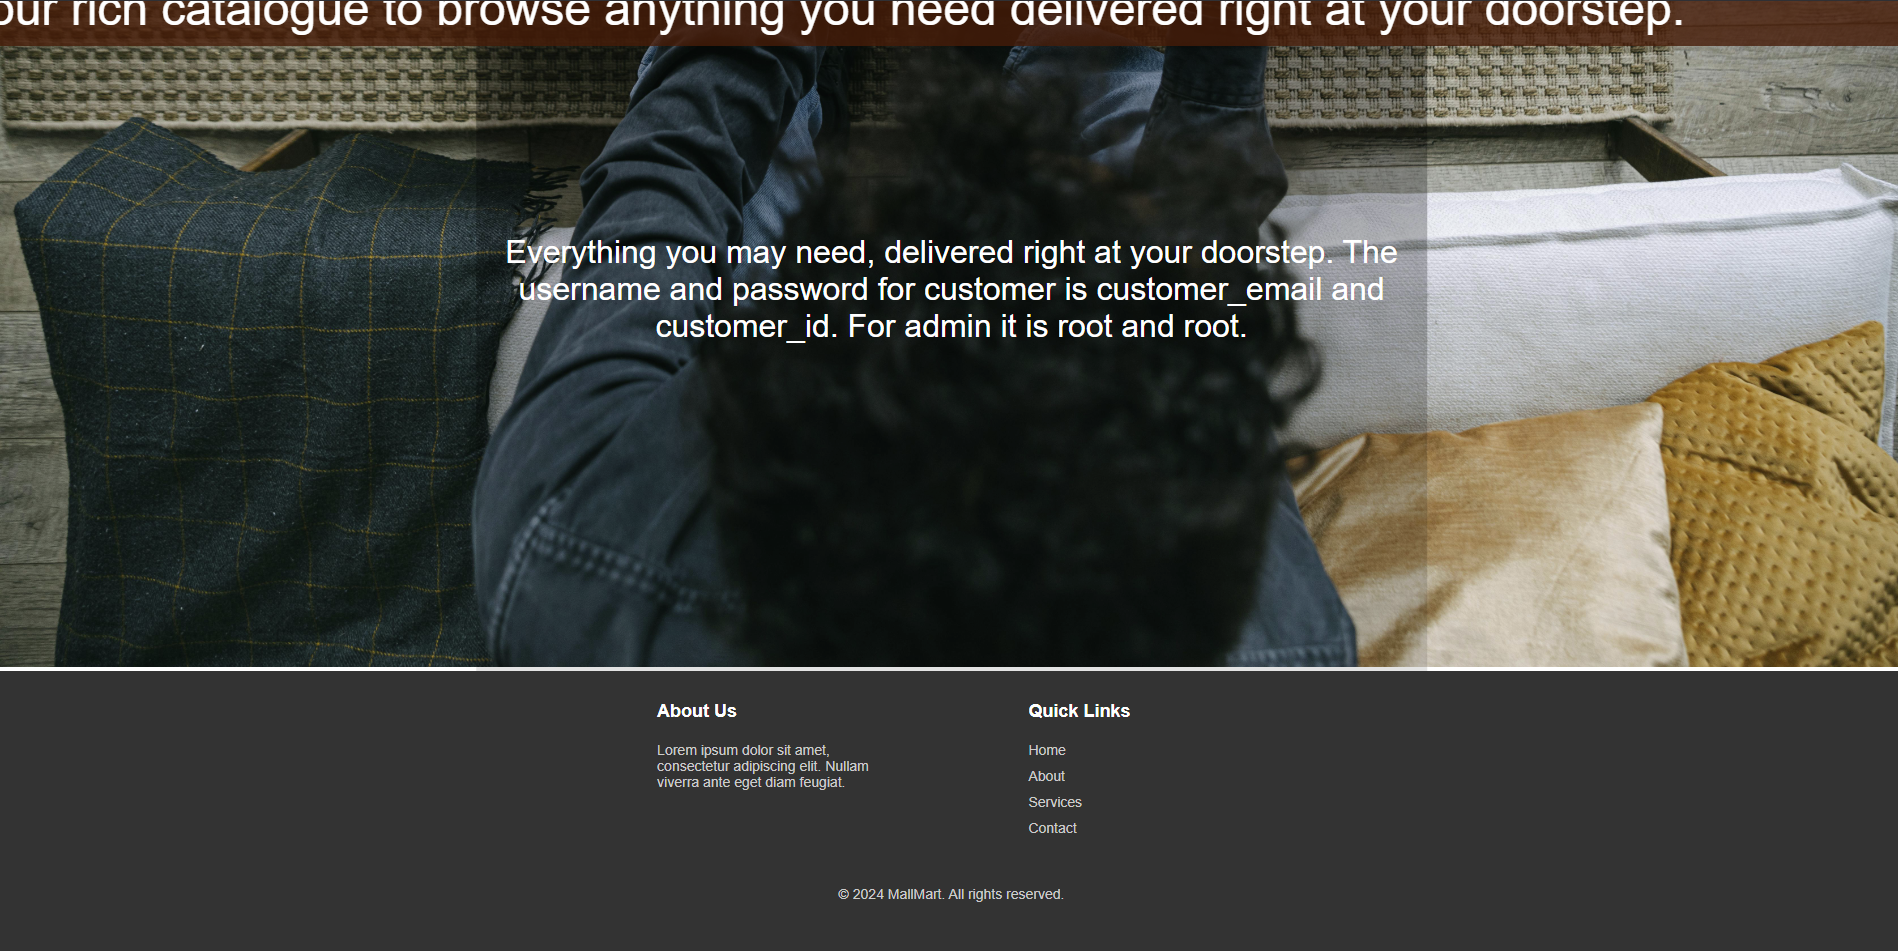 our rich catalogue to browse anything you need delivered right at your doorstep.
Everything you may need, delivered right at your doorstep. The
username and password for customer is customer_email and
customer_id. For admin it is root and root.
About Us
Lorem ipsum dolor sit amet,
consectetur adipiscing elit. Nullam
viverra ante eget diam feugiat.
Quick Links
Home
About
Services
Contact
© 2024 MallMart. All rights reserved.